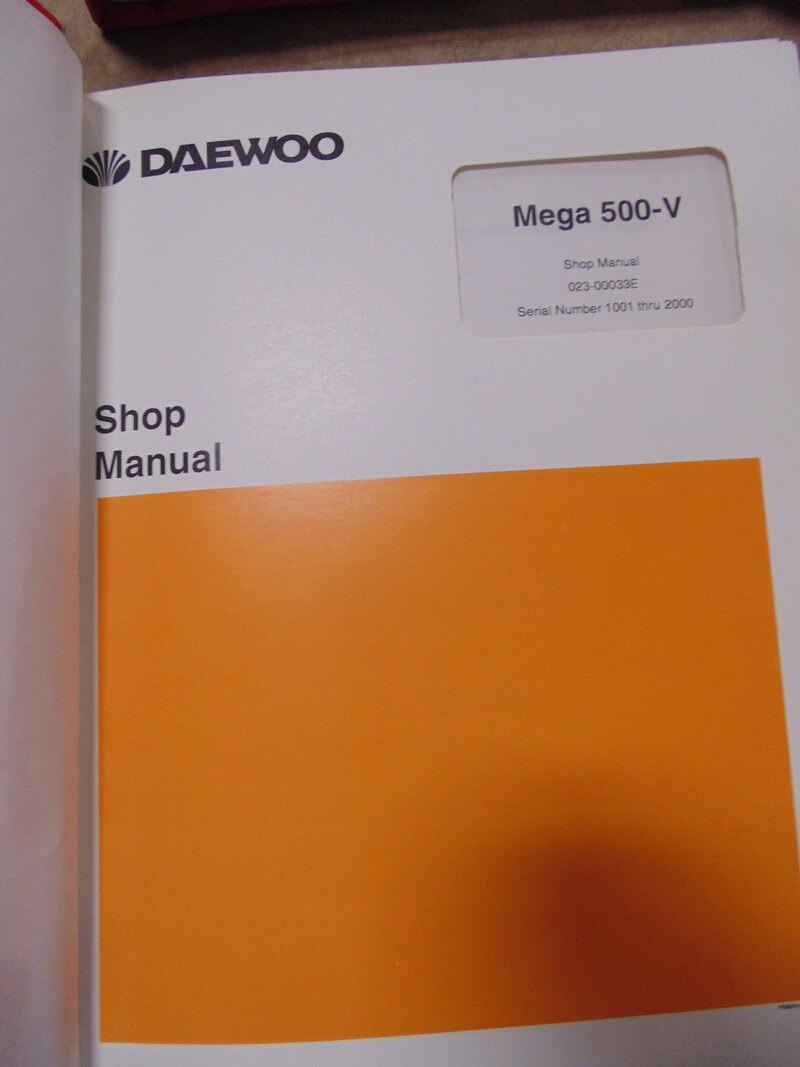 DAEWOO
Mega 500-V
Shop Manual
023-00033E
Serial Number 1001 thru 2000
Shop
Manual